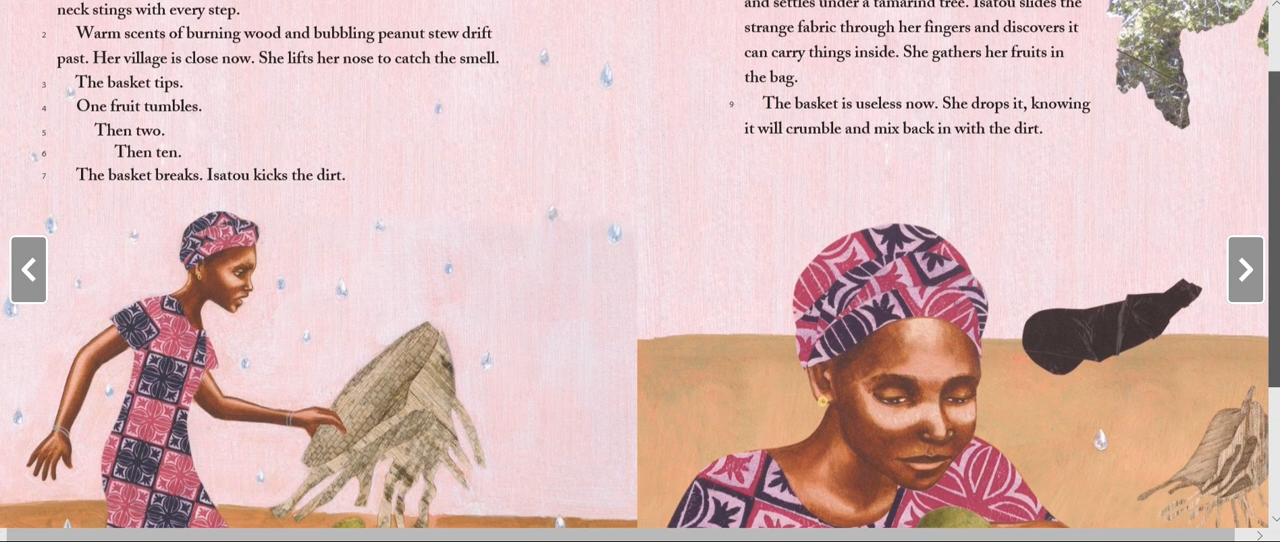 neck stings with every step.
2 Warm scents of burning wood and bubbling peanut stew drift
past. Her village is close now. She lifts her nose to catch the smell.
3 The basket tips.
4 One fruit tumbles.
5 Then two.
6 Then ten.
7 The basket breaks. Isatou kicks the dirt.
and settles under a tamarind tree. Isatou slides the
strange fabric through her fingers and discovers it
can carry things inside. She gathers her fruits in
the bag.
9 The basket is useless now. She drops it, knowing
it will crumble and mix back in with the dirt.